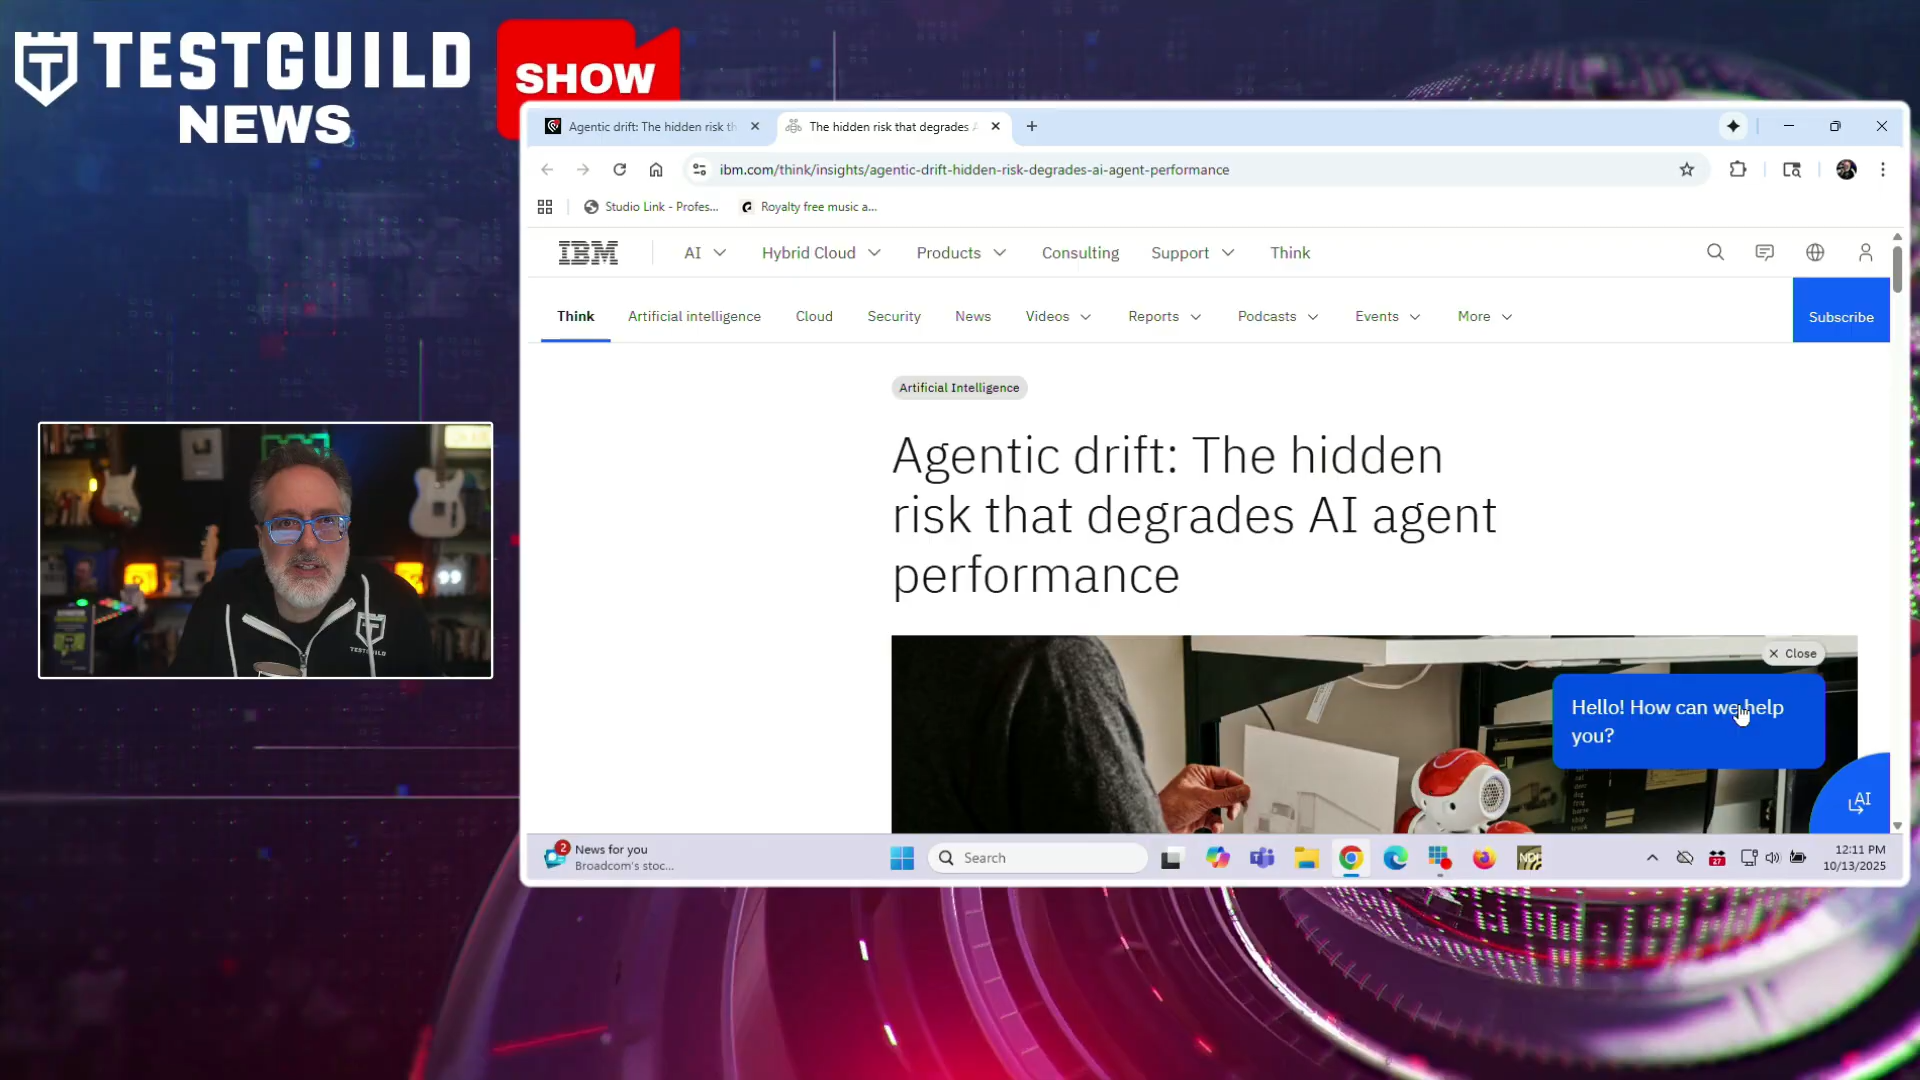 TESTGUILD
NEWS
SHOW
Agentic drift: The hidden risk th
The hidden risk that degrades
ibm.com/think/insights/agentic-drift-hidden-risk-degrades-ai-agent-performance
Studio Link - Profes...
Royalty free music a...
IBM
AI
Hybrid Cloud
Products
Consulting
Support
Think
Think
Artificial intelligence
Cloud
Security
News
Videos
Reports
Podcasts
Events
More
Subscribe
Artificial Intelligence
Agentic drift: The hidden
risk that degrades AI agent
performance
Close
Hello! How can we help
you?
AI
2
News for you
Broadcom's stoc...
Search
27
12:11 PM
10/13/2025